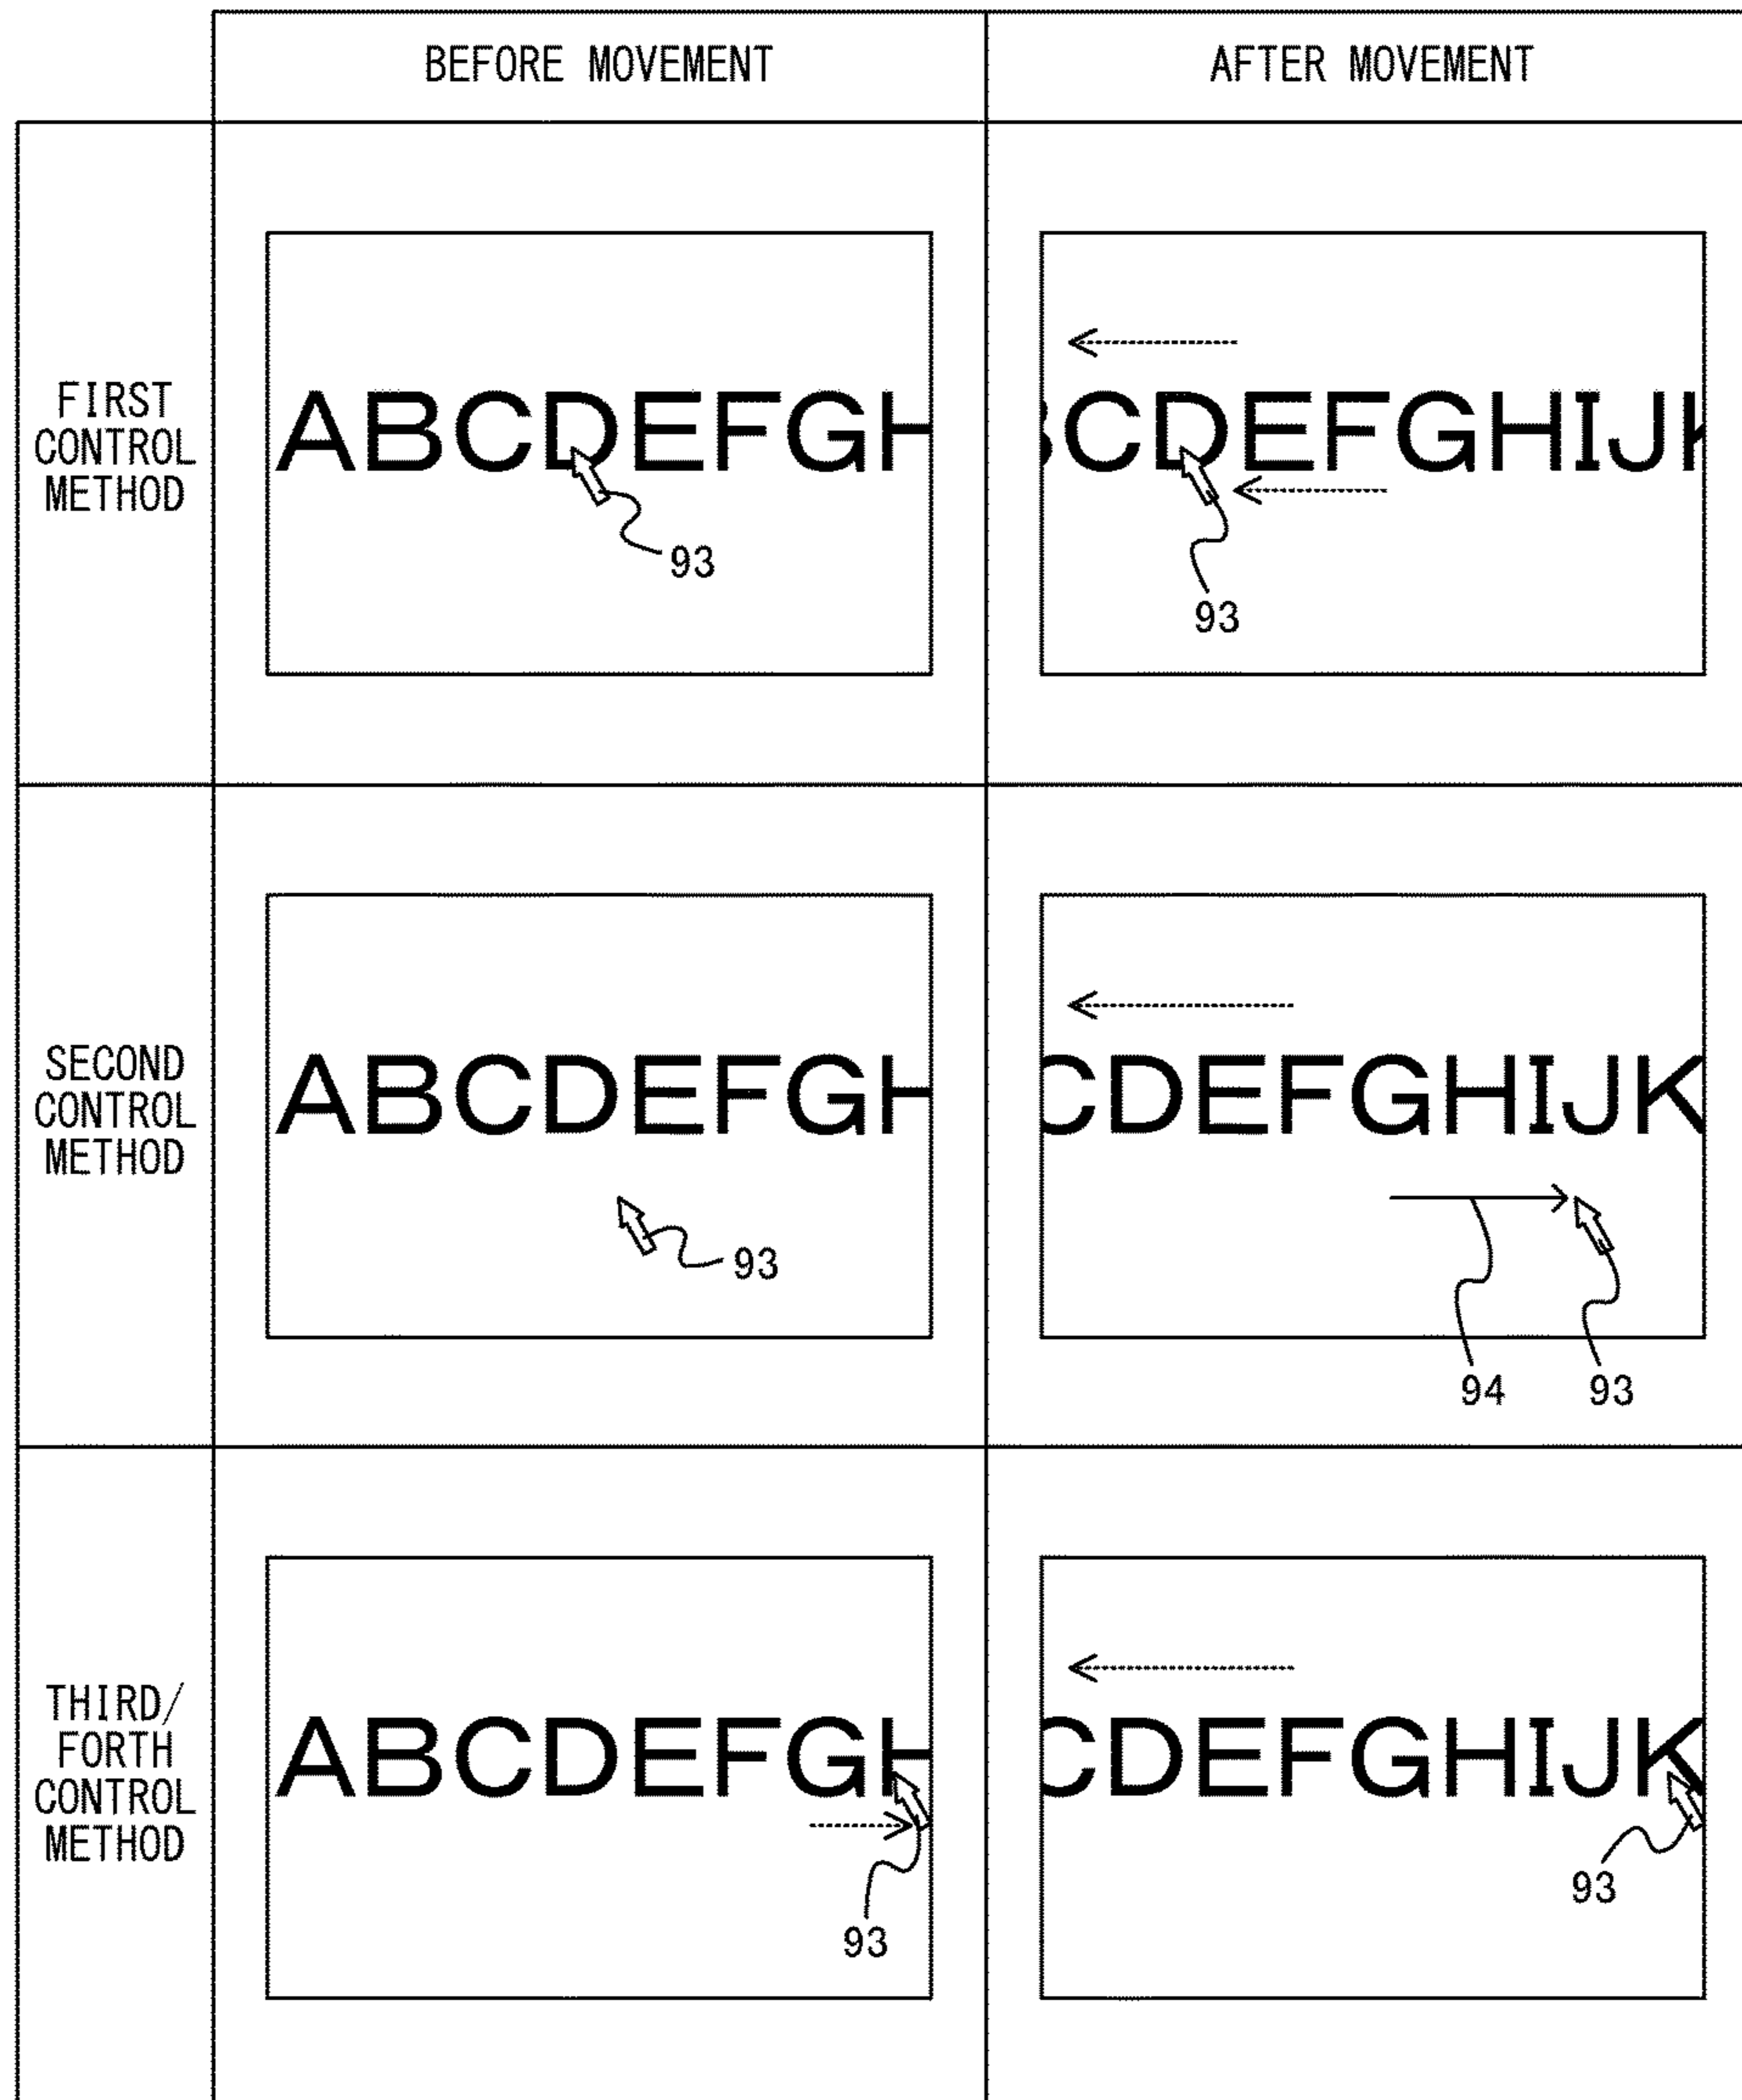 BEFORE MOVEMENT
AFTER MOVEMENT
FIRST
CONTROL
METHOD
ABCDEFGH
93
BCDEFGHIJK
93
SECOND
CONTROL
METHOD
ABCDEFGH
93
CDEFGHIJK
94
93
THIRD/
FORTH
CONTROL
METHOD
ABCDEFGH
93
CDEFGHIJK
93